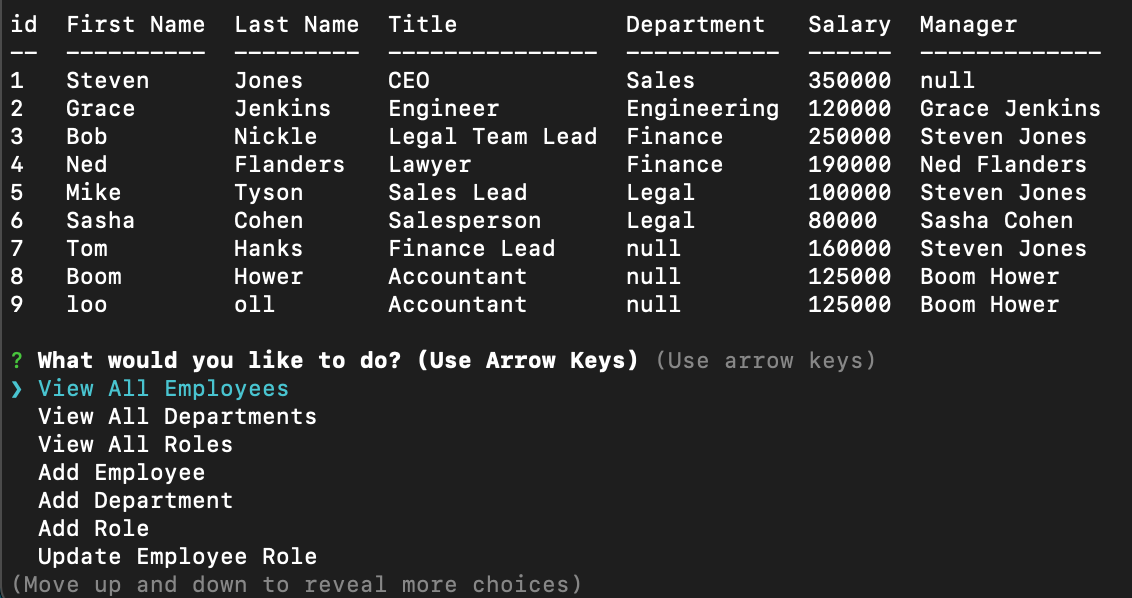 id  First Name  Last Name  Title            Department   Salary  Manager
--  ----------  ---------  ---------------  -----------  ------  -------------
1   Steven      Jones      CEO              Sales        350000  null
2   Grace       Jenkins    Engineer         Engineering  120000  Grace Jenkins
3   Bob         Nickle     Legal Team Lead  Finance      250000  Steven Jones
4   Ned         Flanders   Lawyer           Finance      190000  Ned Flanders
5   Mike        Tyson      Sales Lead       Legal        100000  Steven Jones
6   Sasha       Cohen      Salesperson      Legal        80000   Sasha Cohen
7   Tom         Hanks      Finance Lead     null         160000  Steven Jones
8   Boom        Hower      Accountant       null         125000  Boom Hower
9   loo         oll        Accountant       null         125000  Boom Hower
? What would you like to do? (Use Arrow Keys) (Use arrow keys)
❯ View All Employees
  View All Departments
  View All Roles
  Add Employee
  Add Department
  Add Role
  Update Employee Role
(Move up and down to reveal more choices)